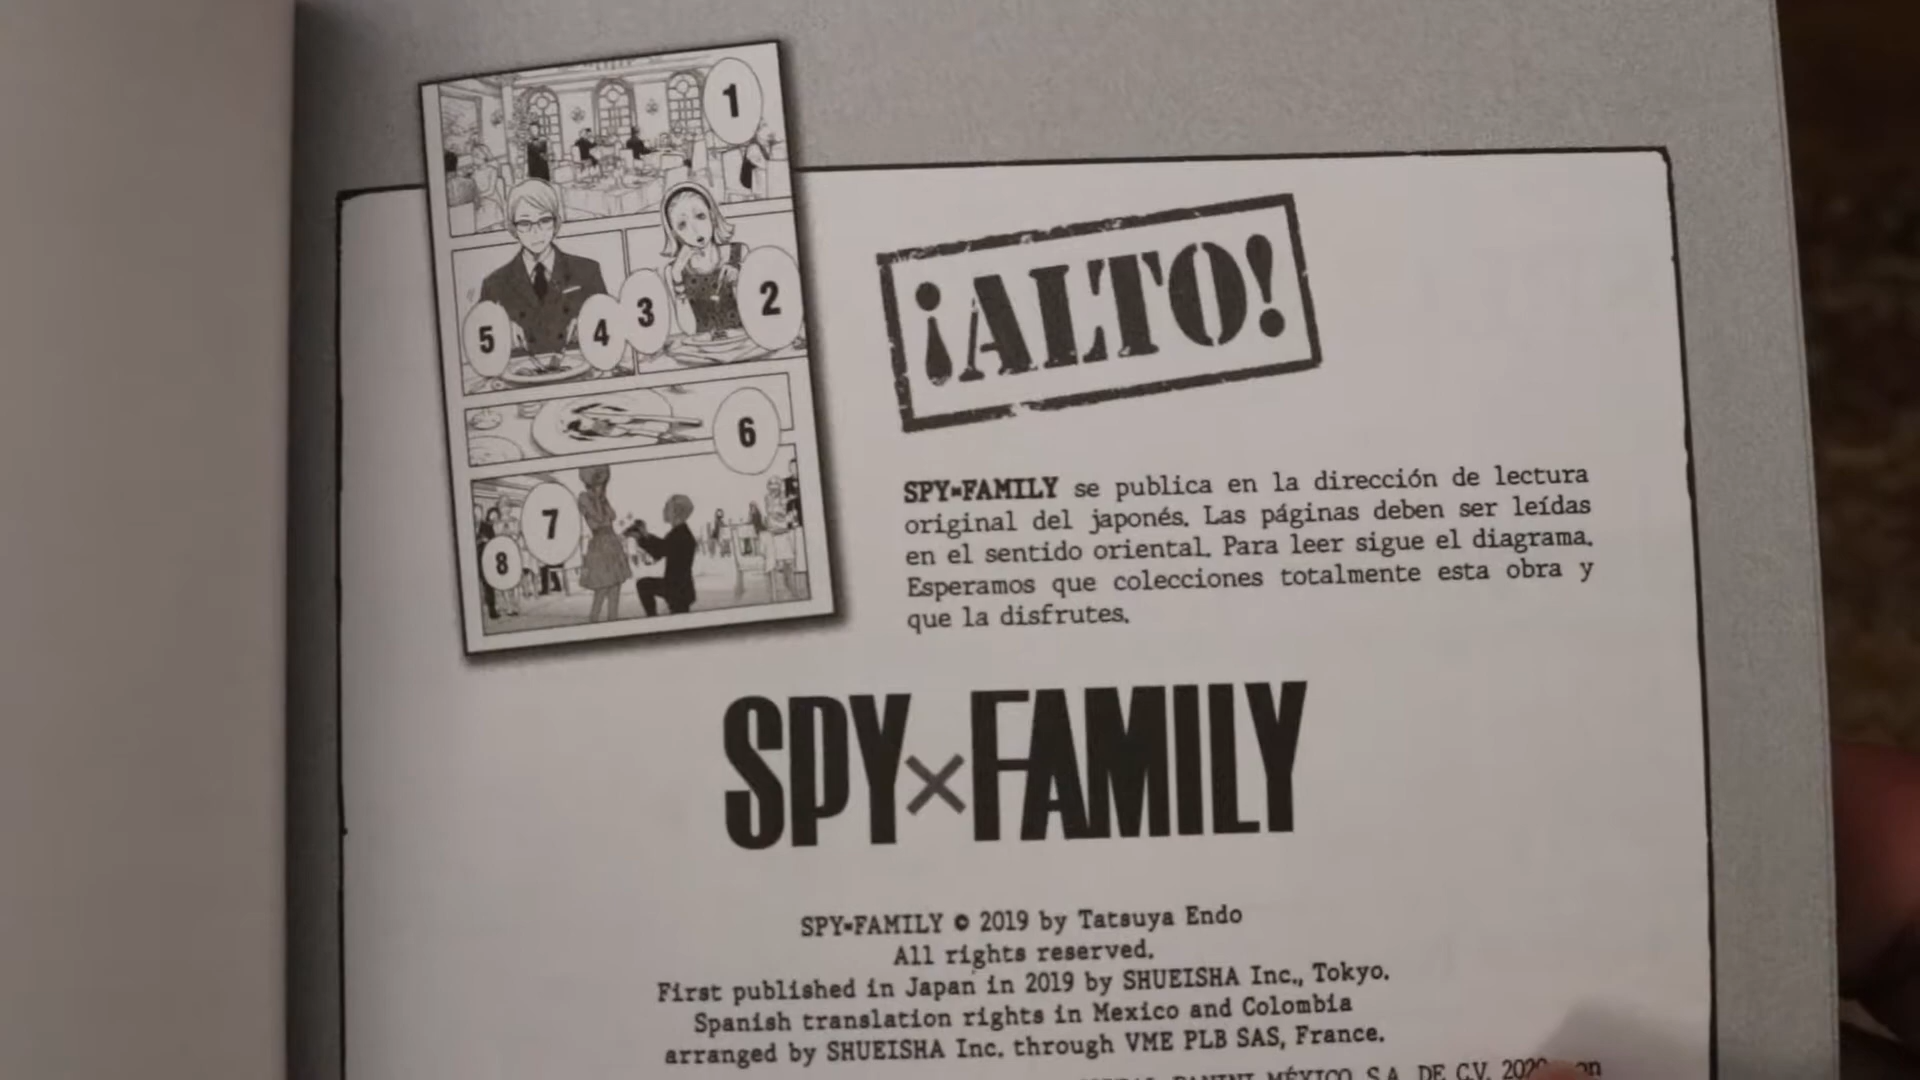 1
2
3
4
5
6
7
8
¡ALTO!
SPY×FAMILY se publica en la dirección de lectura
original del japonés. Las páginas deben ser leídas
en el sentido oriental. Para leer sigue el diagrama.
Esperamos que colecciones totalmente esta obra y
que la disfrutes.
SPY×FAMILY
SPY×FAMILY © 2019 by Tatsuya Endo
All rights reserved.
First published in Japan in 2019 by SHUEISHA Inc., Tokyo.
Spanish translation rights in Mexico and Colombia
arranged by SHUEISHA Inc. through VME PLB SAS, France.
PANINI MÉXICO S.A. DE C.V. 2020